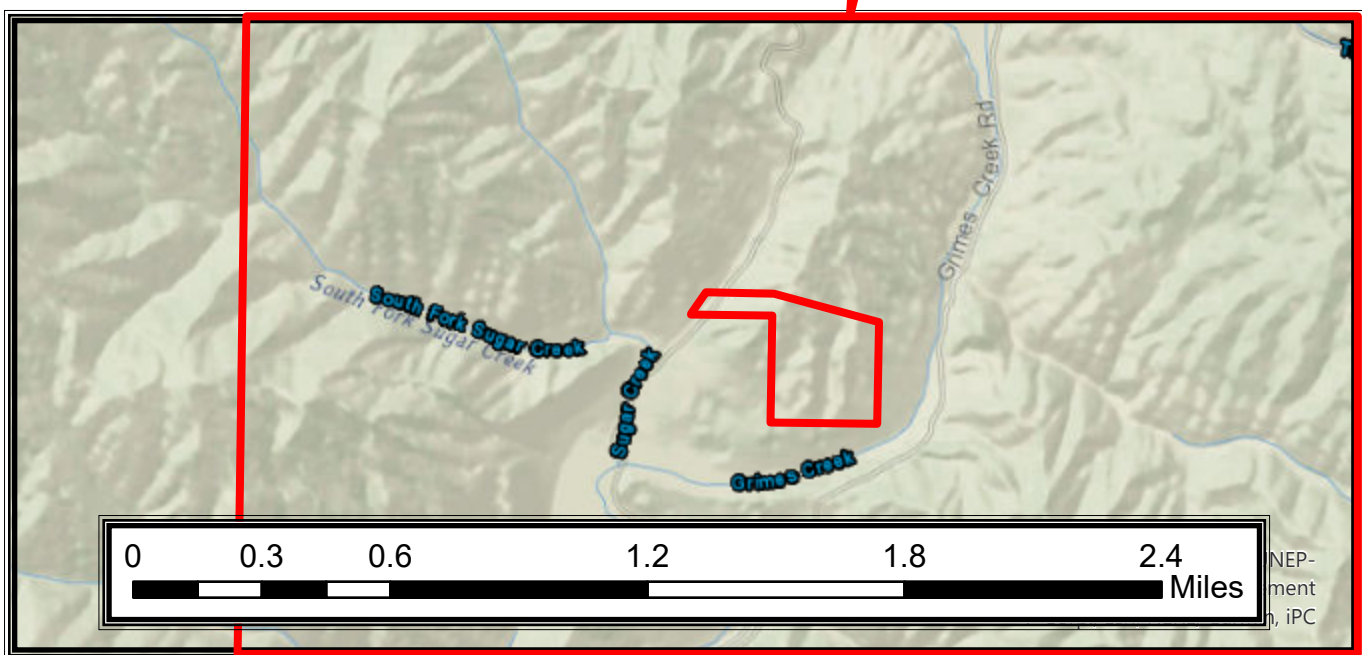 Grimes Creek Rd
South Fork Sugar Creek
South Fork Sugar Creek
Sugar Creek
Grimes Creek
0 0.3 0.6 1.2 1.8 2.4
Miles
NEP-
ment
, iPC